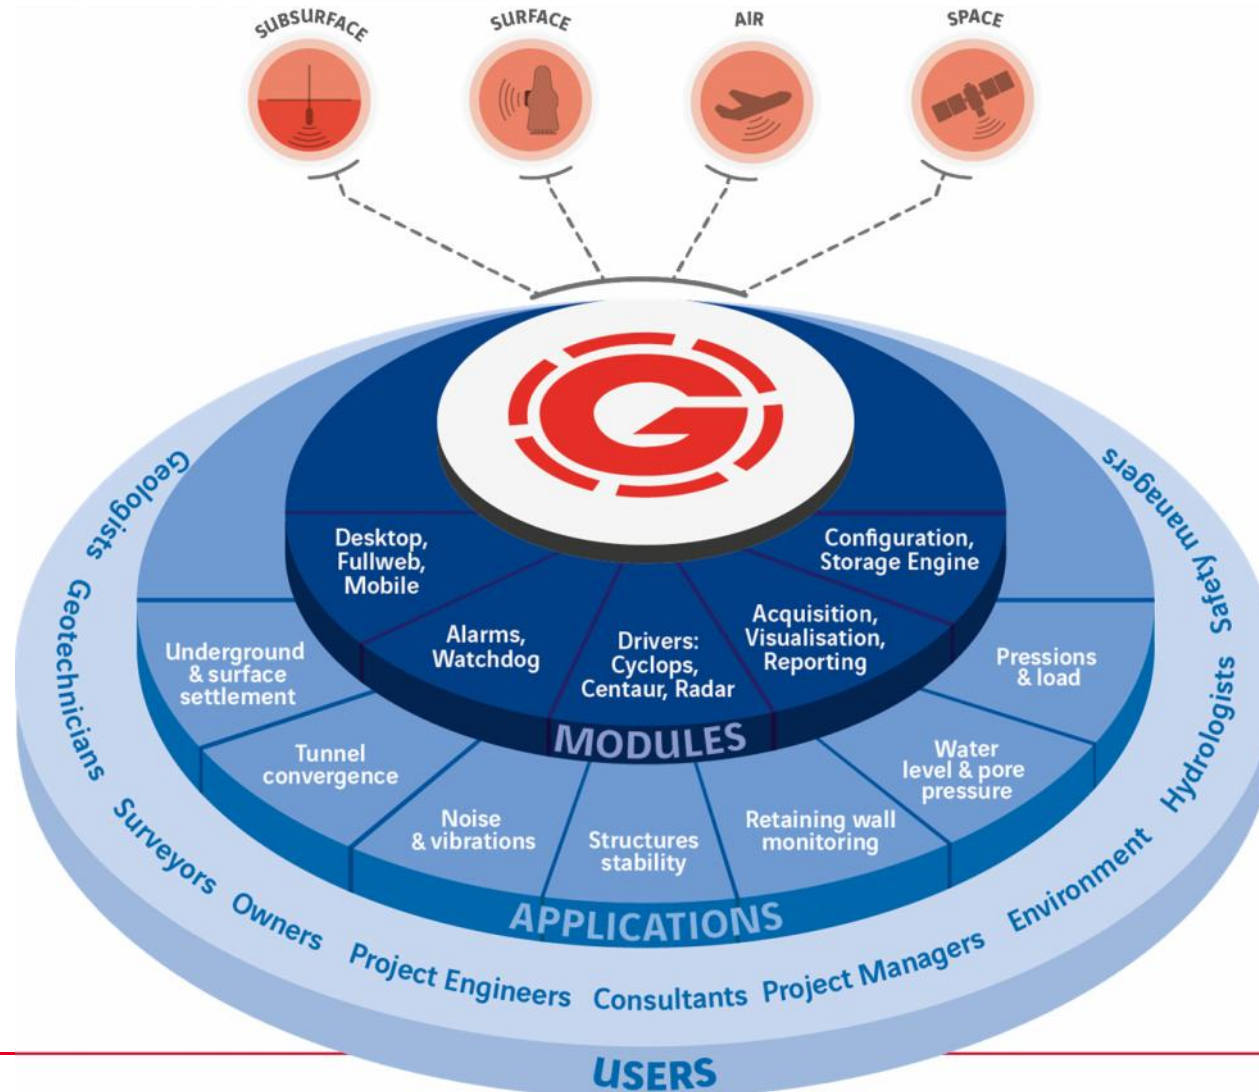 SUBSURFACE
SURFACE
AIR
SPACE
G
Desktop,
Fullweb,
Mobile
Alarms,
Watchdog
Drivers:
Cyclops,
Centaur, Radar
Acquisition,
Visualisation,
Reporting
Configuration,
Storage Engine
MODULES
Underground
& surface
settlement
Tunnel
convergence
Noise
& vibrations
Structures
stability
Retaining wall
monitoring
Water
level & pore
pressure
Pressions
& load
APPLICATIONS
Geologists
Geotechnicians
Surveyors
Owners
Project Engineers
Consultants
Project Managers
Environment
Hydrologists
Safety managers
USERS